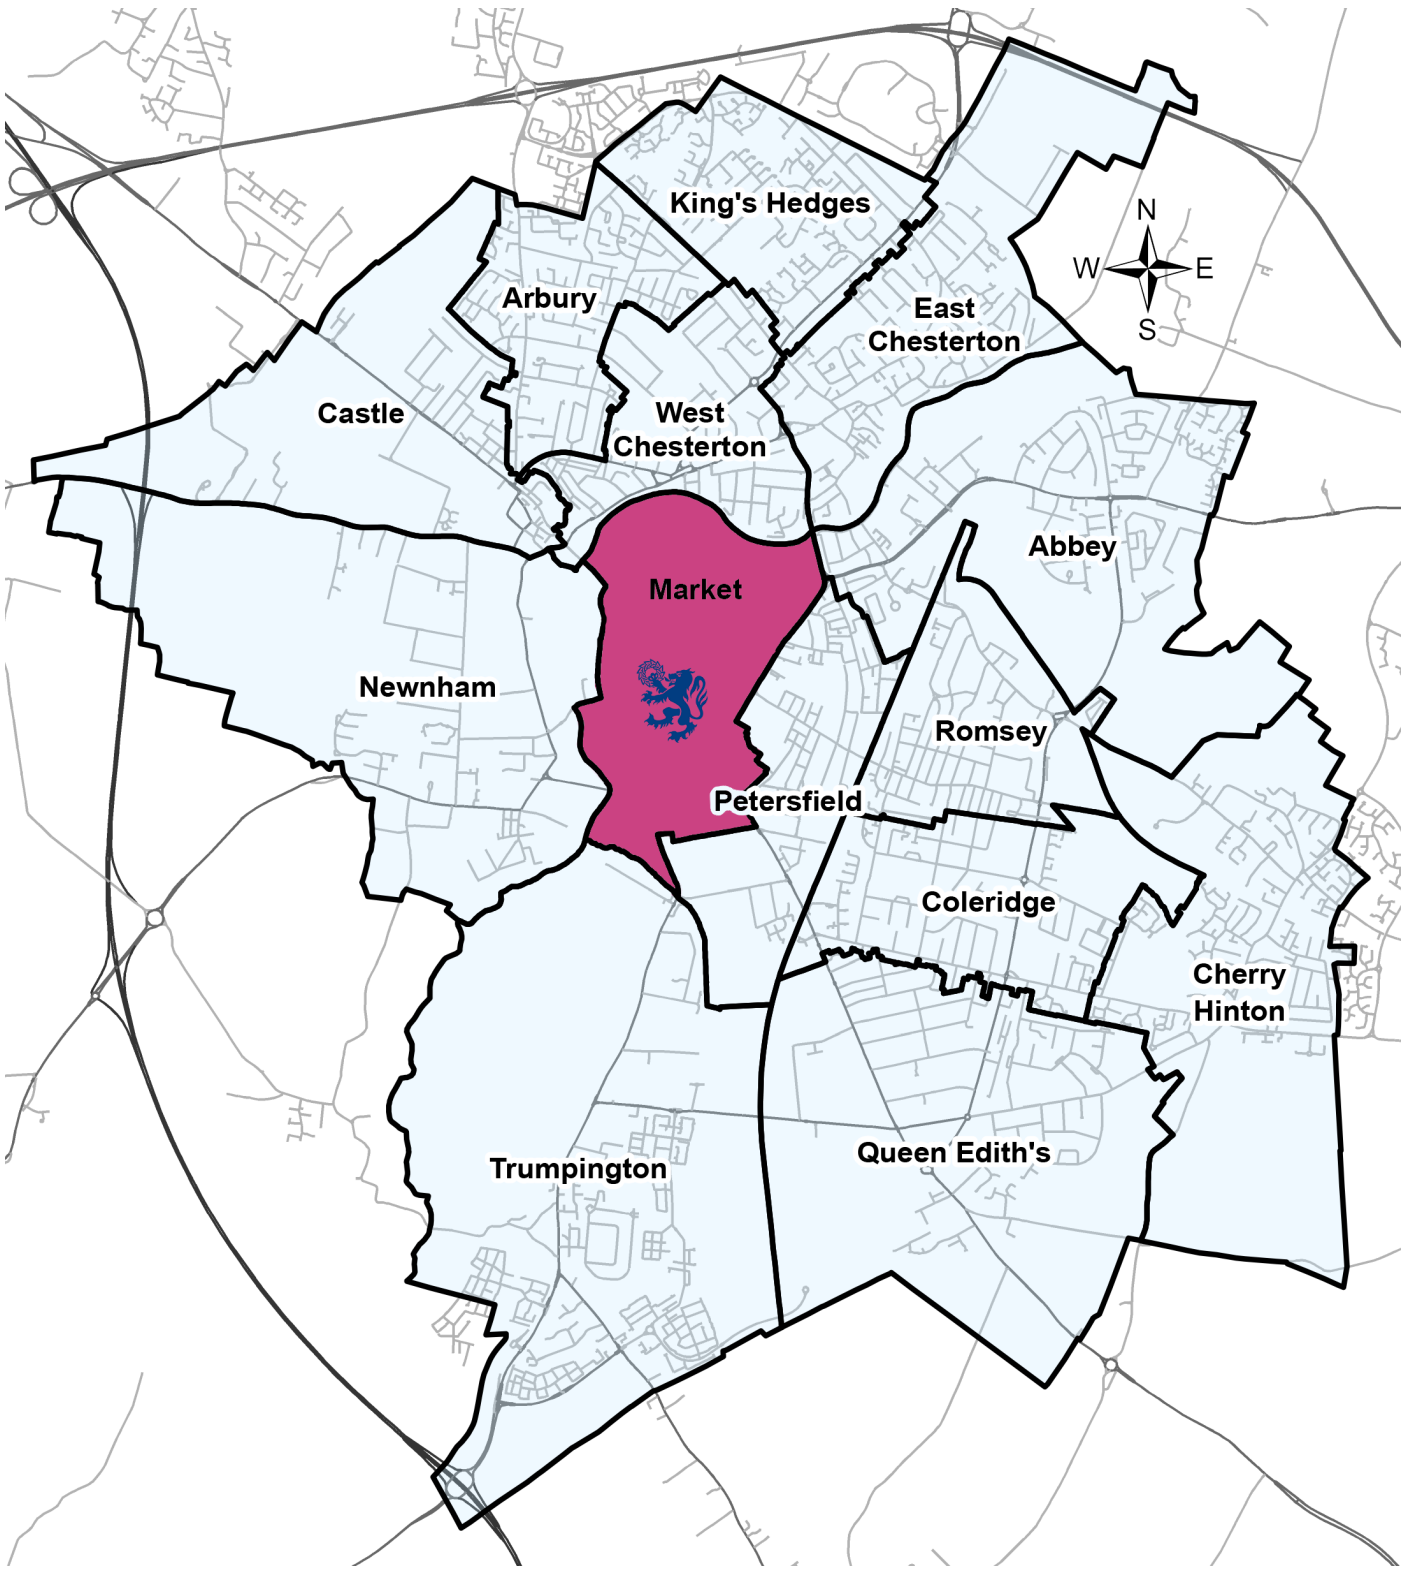 King's Hedges
N
W E
S
Arbury
East
Chesterton
Castle
West
Chesterton
Abbey
Market
Newnham
Romsey
Petersfield
Coleridge
Cherry
Hinton
Queen Edith's
Trumpington